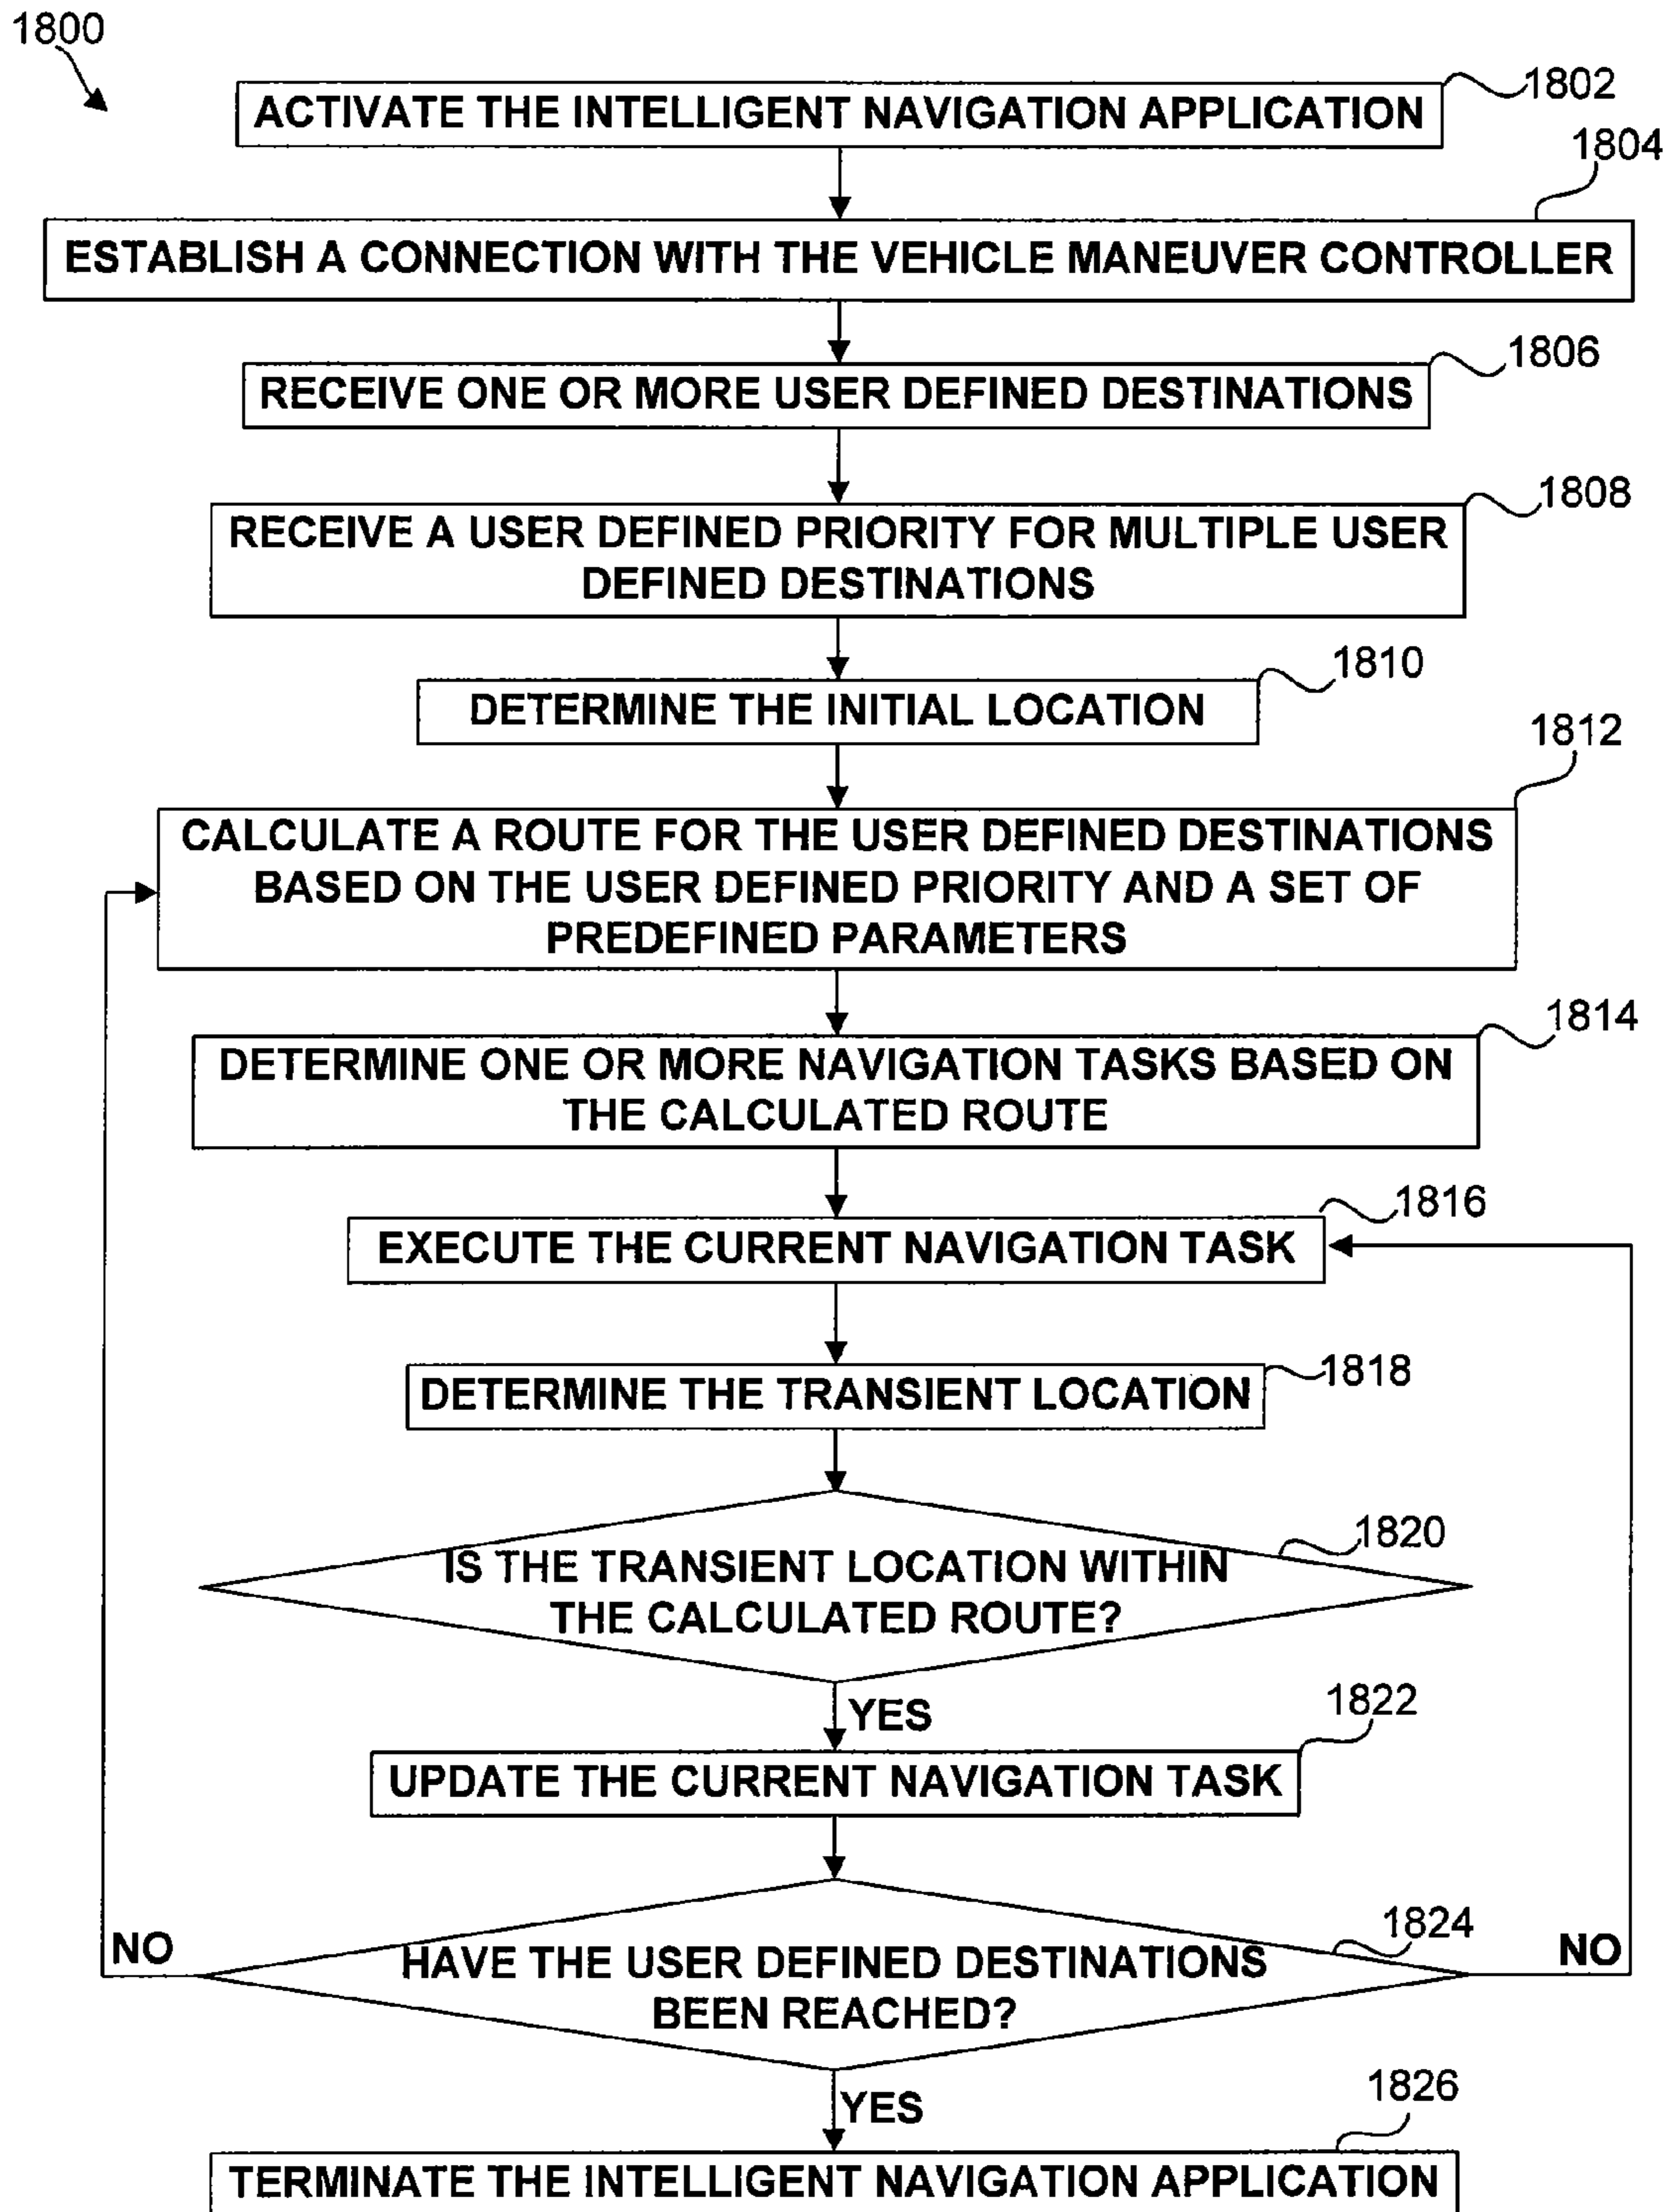 1800
ACTIVATE THE INTELLIGENT NAVIGATION APPLICATION
1802
1804
ESTABLISH A CONNECTION WITH THE VEHICLE MANEUVER CONTROLLER
1806
RECEIVE ONE OR MORE USER DEFINED DESTINATIONS
1808
RECEIVE A USER DEFINED PRIORITY FOR MULTIPLE USER
DEFINED DESTINATIONS
1810
DETERMINE THE INITIAL LOCATION
1812
CALCULATE A ROUTE FOR THE USER DEFINED DESTINATIONS
BASED ON THE USER DEFINED PRIORITY AND A SET OF
PREDEFINED PARAMETERS
1814
DETERMINE ONE OR MORE NAVIGATION TASKS BASED ON
THE CALCULATED ROUTE
1816
EXECUTE THE CURRENT NAVIGATION TASK
1818
DETERMINE THE TRANSIENT LOCATION
1820
IS THE TRANSIENT LOCATION WITHIN
THE CALCULATED ROUTE?
YES
1822
UPDATE THE CURRENT NAVIGATION TASK
1824
NO
HAVE THE USER DEFINED DESTINATIONS
BEEN REACHED?
NO
YES
1826
TERMINATE THE INTELLIGENT NAVIGATION APPLICATION